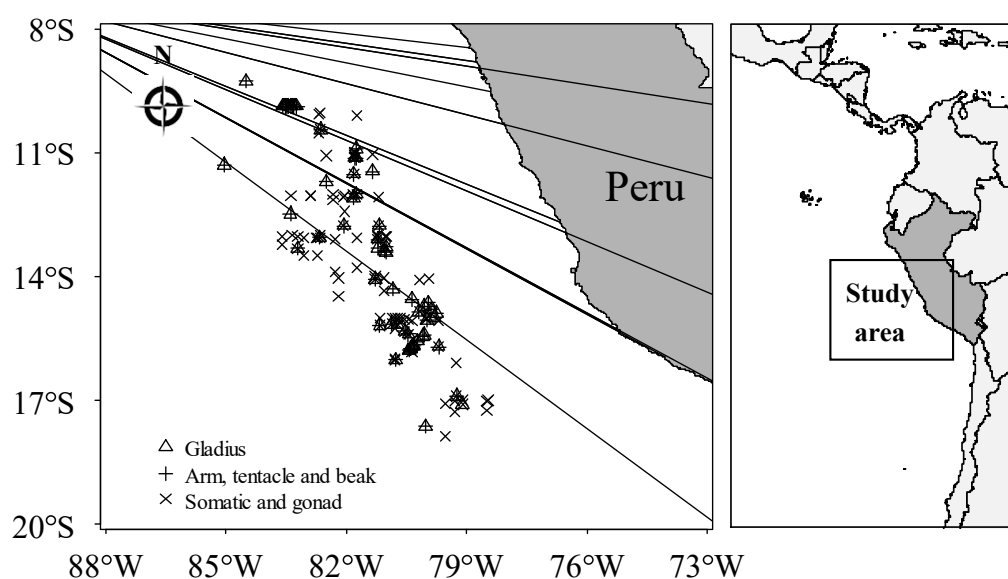 8°S
N
11°S
Peru
14°S
17°S
20°S
Gladius
Arm, tentacle and beak
Somatic and gonad
88°W 85°W 82°W 79°W 76°W 73°W
Study
area